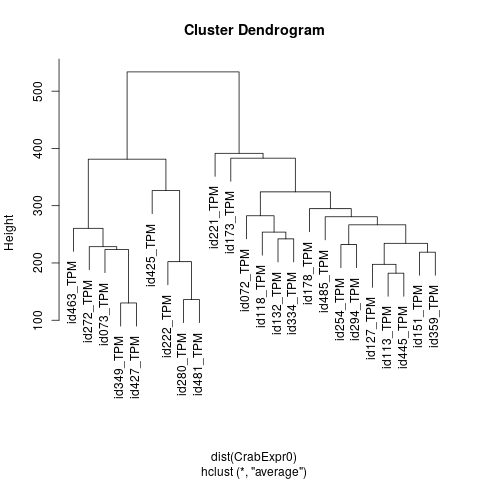 Cluster Dendrogram
Height
500
400
300
200
100
id463_TPM
id272_TPM
id073_TPM
id349_TPM
id427_TPM
id425_TPM
id222_TPM
id280_TPM
id481_TPM
id221_TPM
id173_TPM
id072_TPM
id118_TPM
id132_TPM
id334_TPM
id178_TPM
id485_TPM
id254_TPM
id294_TPM
id127_TPM
id113_TPM
id445_TPM
id151_TPM
id359_TPM
dist(CrabExpr0)
hclust (*, "average")